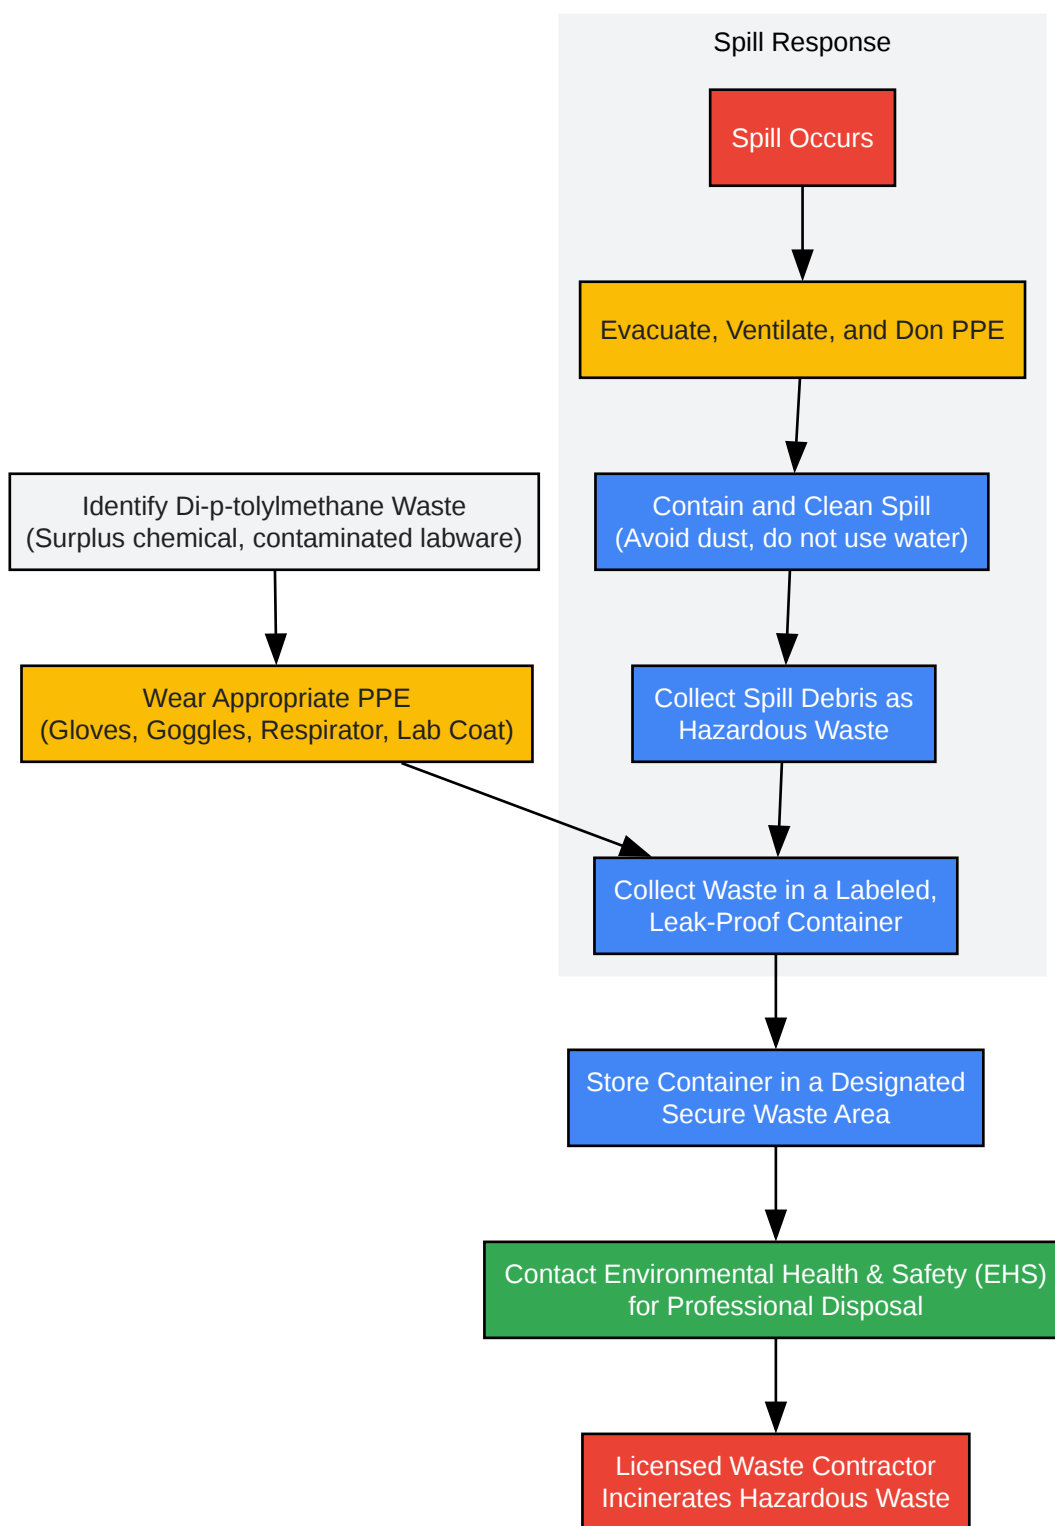 Spill Response
Spill Occurs
Evacuate, Ventilate, and Don PPE
Identify Di-p-tolylmethane Waste
(Surplus chemical, contaminated labware)
Contain and Clean Spill
(Avoid dust, do not use water)
Wear Appropriate PPE
(Gloves, Goggles, Respirator, Lab Coat)
Collect Spill Debris as
Hazardous Waste
Collect Waste in a Labeled,
Leak-Proof Container
Store Container in a Designated
Secure Waste Area
Contact Environmental Health & Safety (EHS)
for Professional Disposal
Licensed Waste Contractor
Incinerates Hazardous Waste